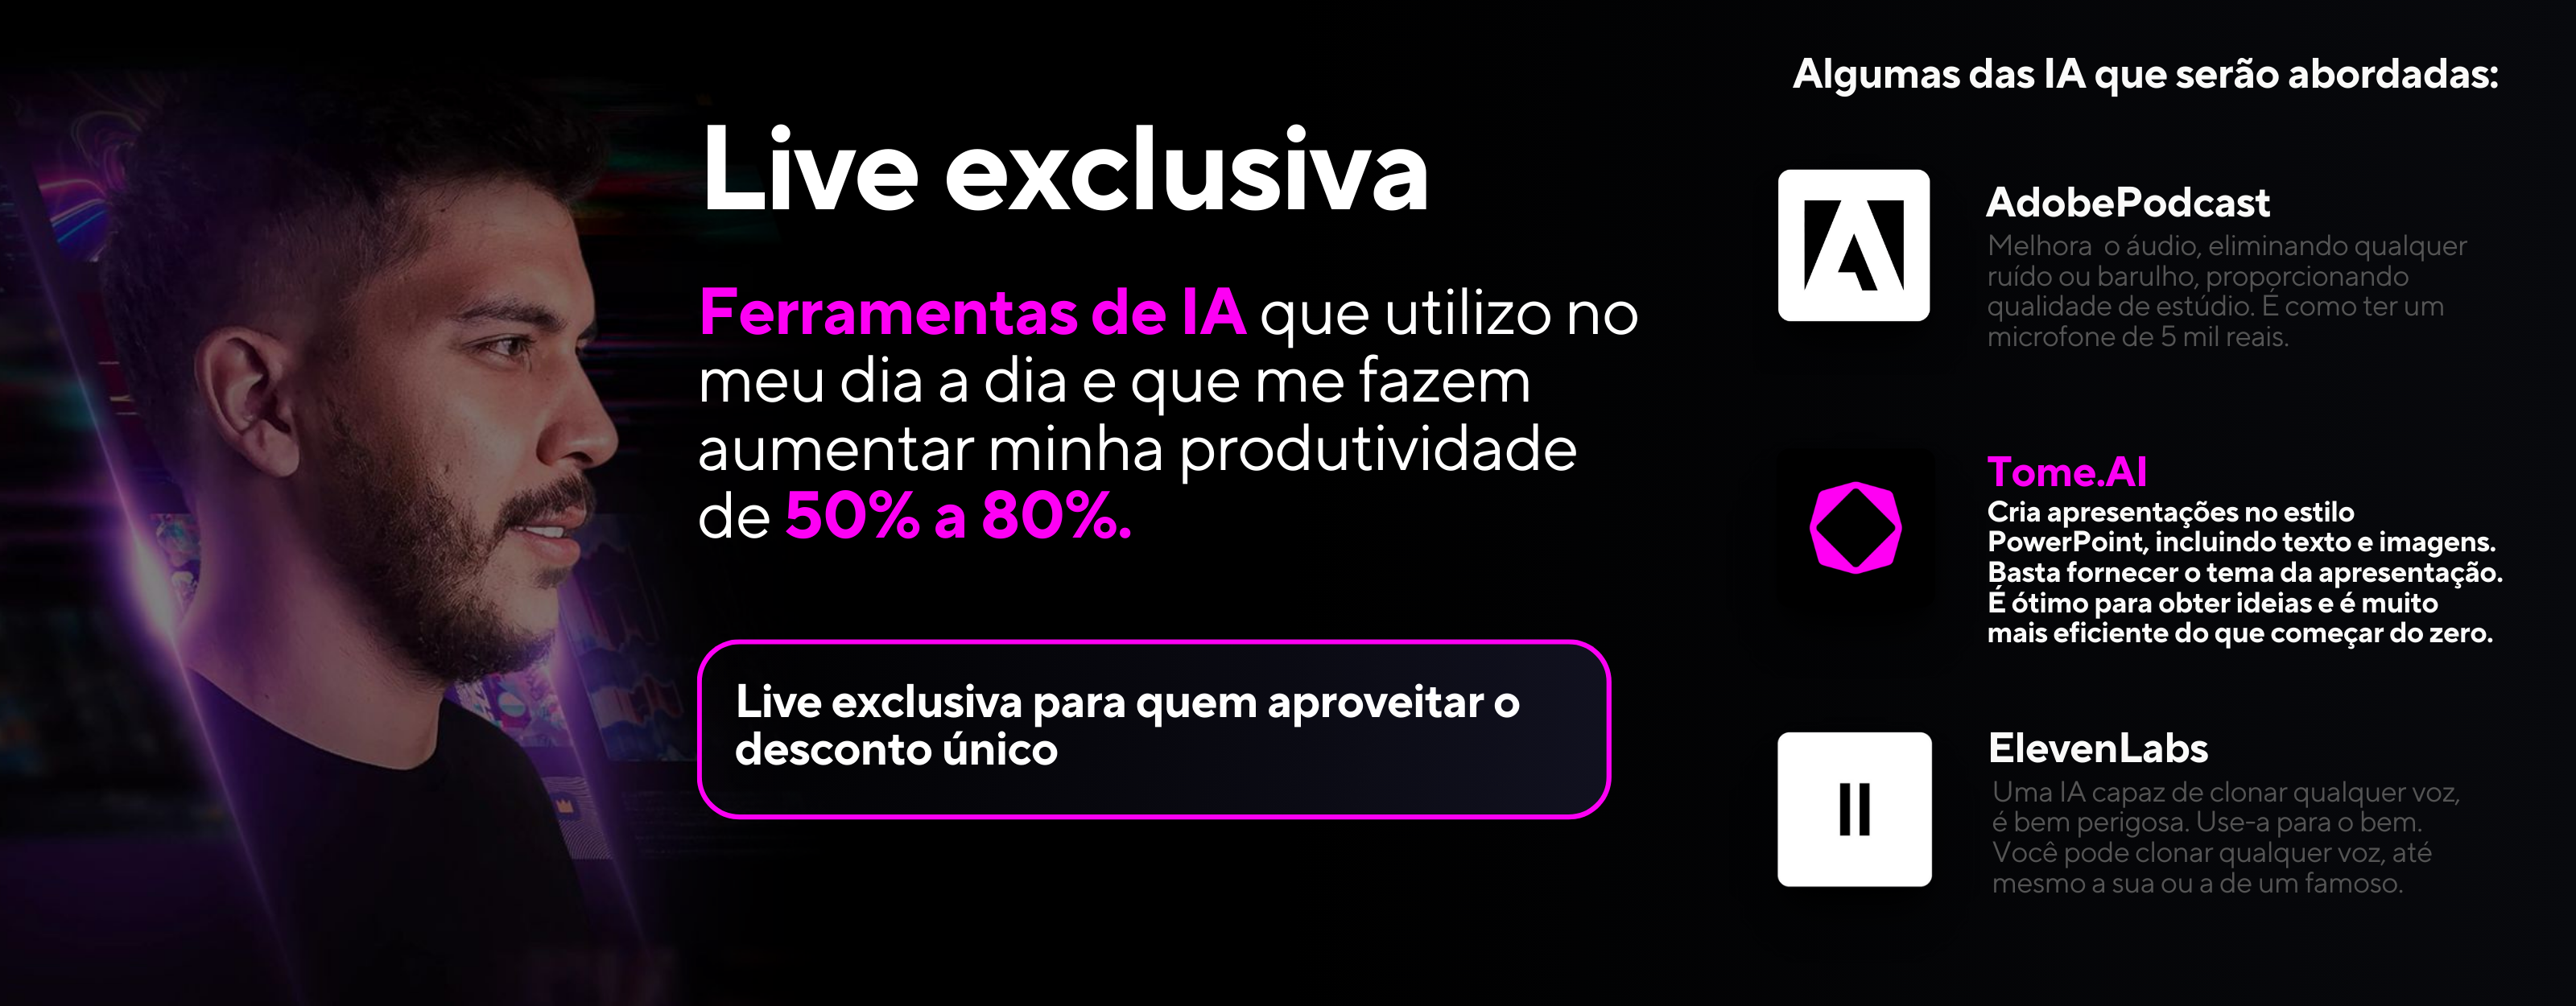 Live exclusiva
Ferramentas de IA que utilizo no
meu dia a dia e que me fazem
aumentar minha produtividade
de 50% a 80%.
Live exclusiva para quem aproveitar o
desconto único
Algumas das IA que serão abordadas:
AdobePodcast
Melhora o áudio, eliminando qualquer
ruído ou barulho, proporcionando
qualidade de estúdio. É como ter um
microfone de 5 mil reais.
Tome.AI
Cria apresentações no estilo
PowerPoint, incluindo texto e imagens.
Basta fornecer o tema da apresentação.
É ótimo para obter ideias e é muito
mais eficiente do que começar do zero.
ElevenLabs
Uma IA capaz de clonar qualquer voz,
é bem perigosa. Use-a para o bem.
Você pode clonar qualquer voz, até
mesmo a sua ou a de um famoso.